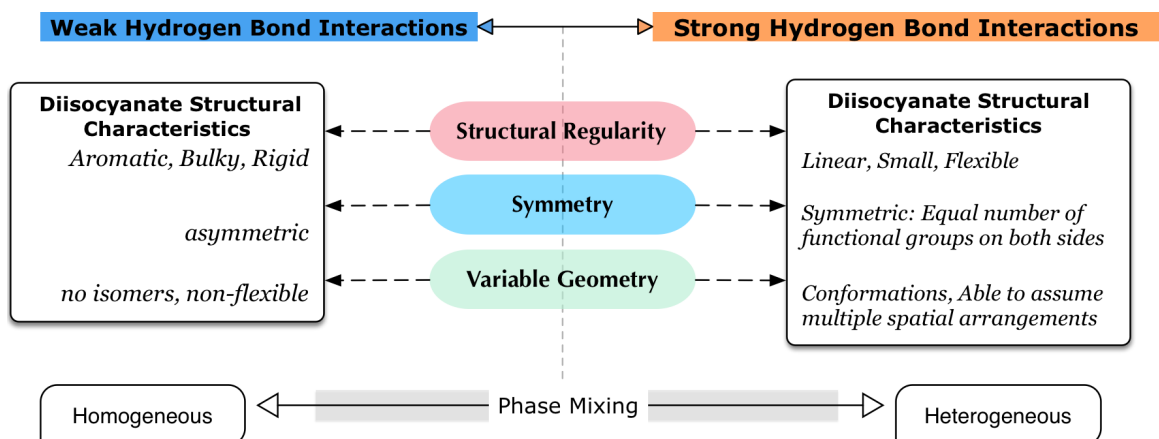 Weak Hydrogen Bond Interactions
Strong Hydrogen Bond Interactions
Diisocyanate Structural
Characteristics
Aromatic, Bulky, Rigid
asymmetric
no isomers, non-flexible
Structural Regularity
Symmetry
Variable Geometry
Diisocyanate Structural
Characteristics
Linear, Small, Flexible
Symmetric: Equal number of
functional groups on both sides
Conformations, Able to assume
multiple spatial arrangements
Homogeneous
Phase Mixing
Heterogeneous